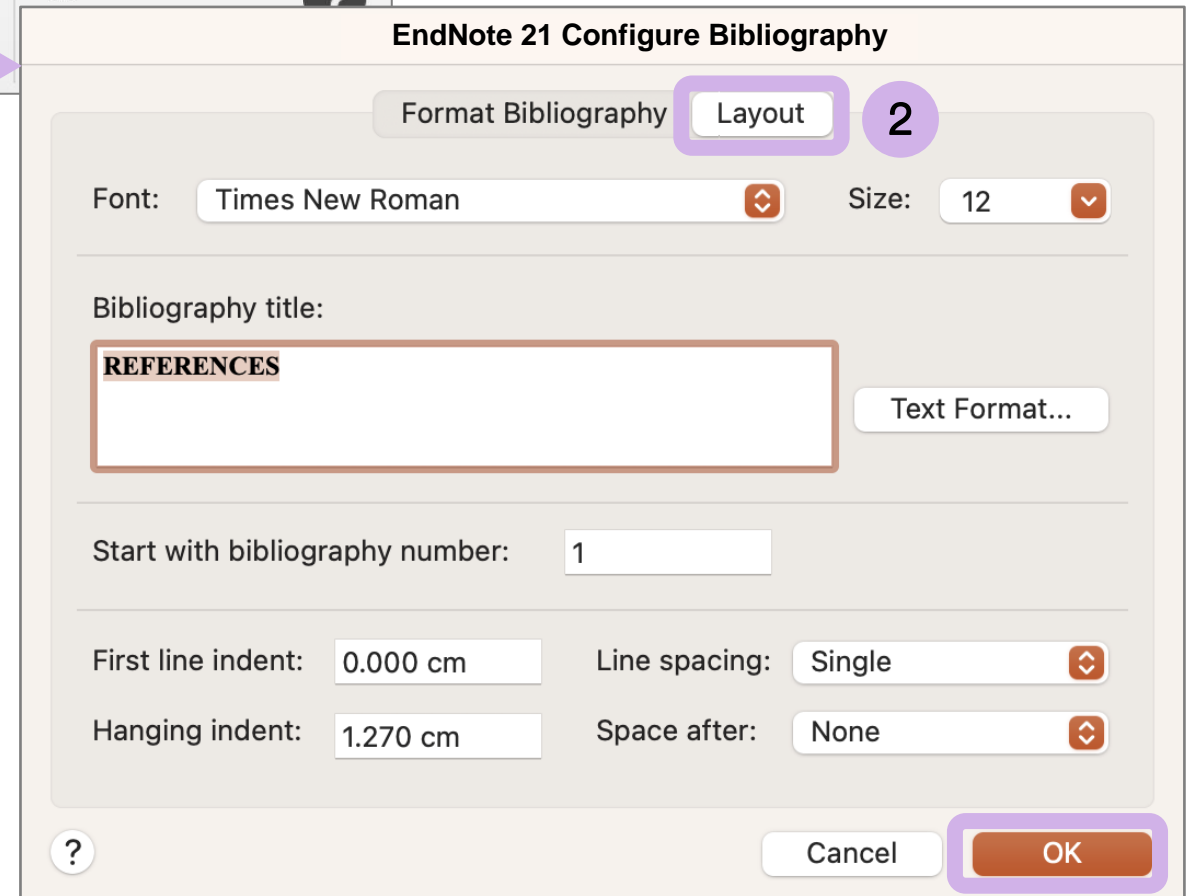 EndNote 21 Configure Bibliography
Format Bibliography Layout 2
Font: Times New Roman Size: 12
Bibliography title:
REFERENCES
Text Format...
Start with bibliography number: 1
First line indent: 0.000 cm Line spacing: Single
Hanging indent: 1.270 cm Space after: None
? Cancel OK